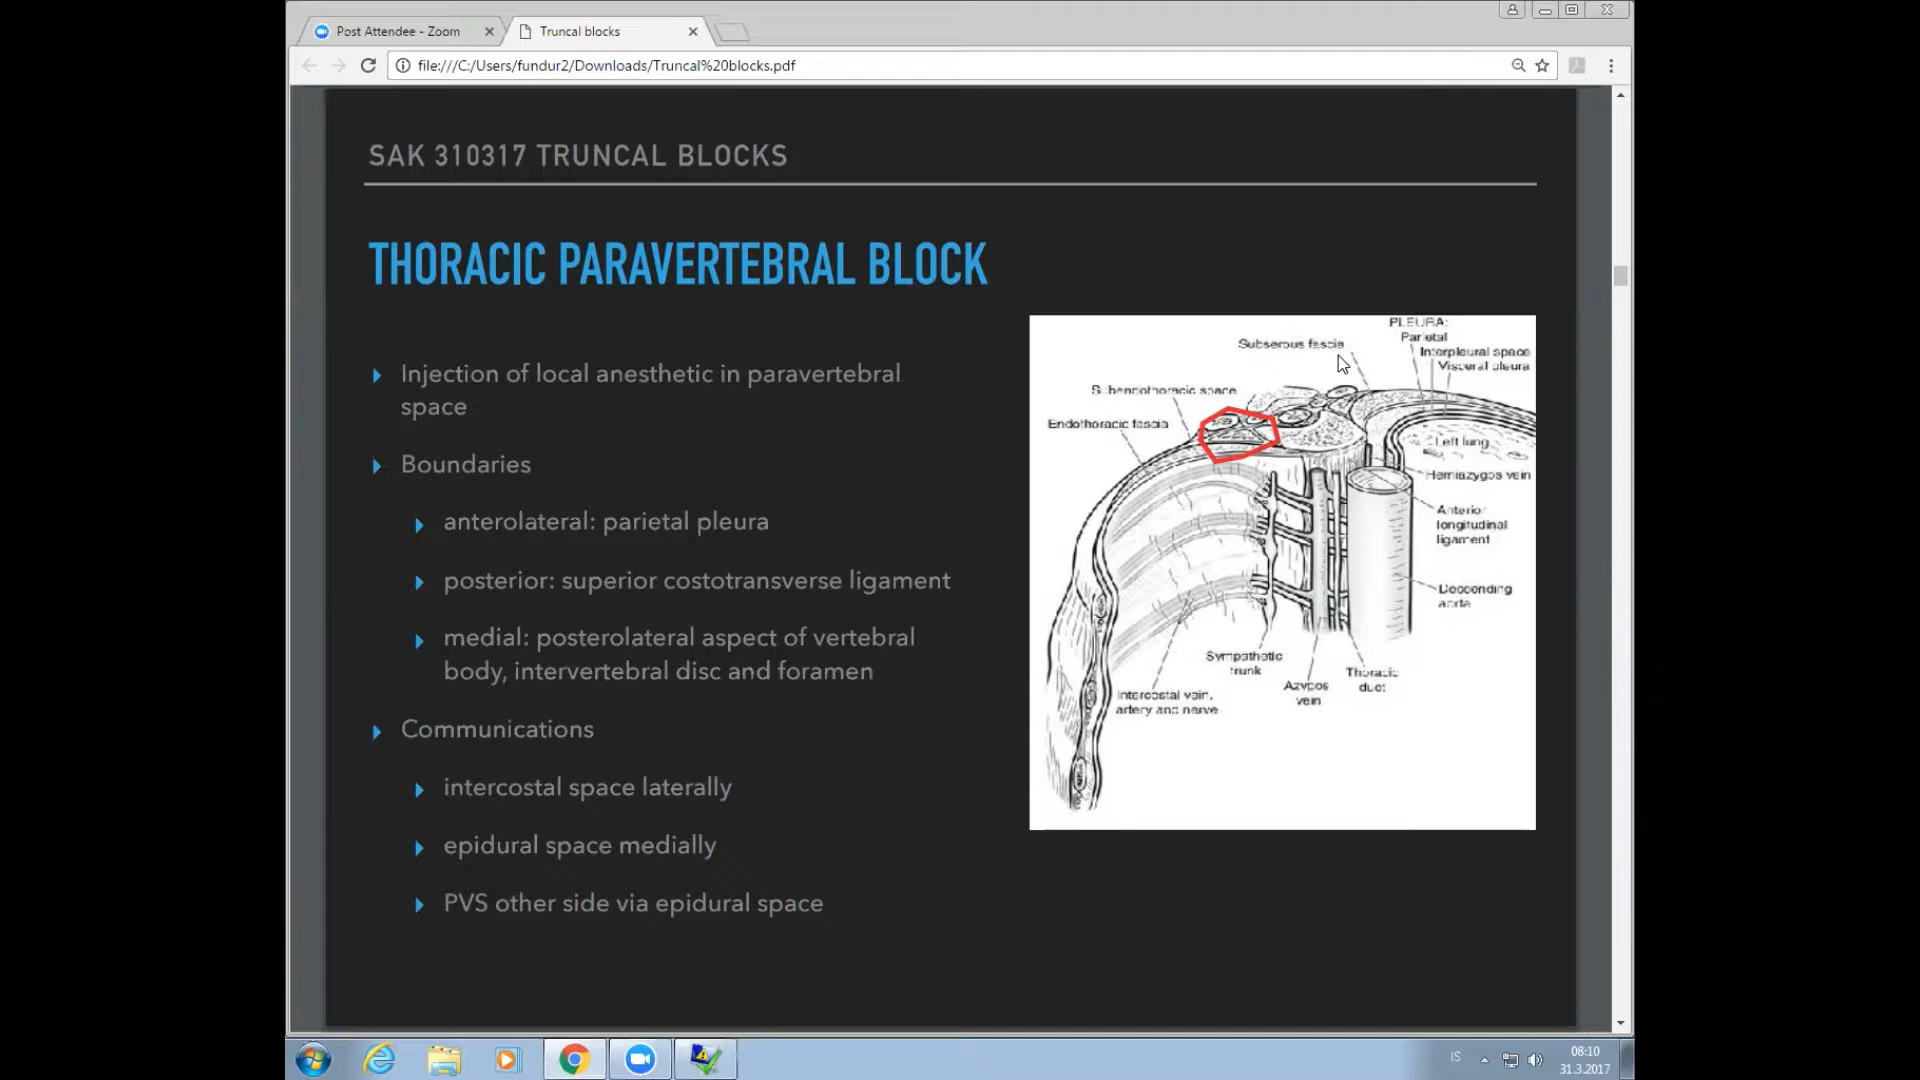 Post Attendee - Zoom
Truncal blocks
file:///C:/Users/fundur2/Downloads/Truncal%20blocks.pdf
SAK 310317 TRUNCAL BLOCKS
THORACIC PARAVERTEBRAL BLOCK
Injection of local anesthetic in paravertebral
space
Boundaries
anterolateral: parietal pleura
posterior: superior costotransverse ligament
medial: posterolateral aspect of vertebral
body, intervertebral disc and foramen
Communications
intercostal space laterally
epidural space medially
PVS other side via epidural space
PLEURA:
Parietal
Interpleural space
Visceral pleura
Subserous fascia
Subendothoracic space
Endothoracic fascia
Left lung
Hemiazygos vein
Anterior
longitudinal
ligament
Descending
aorta
Sympathetic
trunk
Azygos
vein
Thoracic
duct
Intercostal vein,
artery and nerve
IS
08:10
31.3.2017